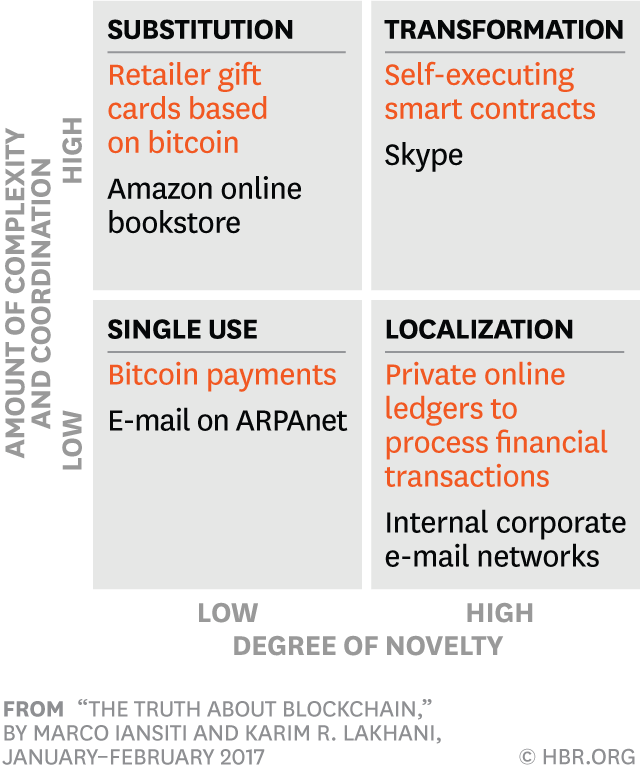 SUBSTITUTION
Retailer gift
cards based
on bitcoin
Amazon online
bookstore
TRANSFORMATION
Self-executing
smart contracts
Skype
SINGLE USE
Bitcoin payments
E-mail on ARPAnet
LOCALIZATION
Private online
ledgers to
process financial
transactions
Internal corporate
e-mail networks
AMOUNT OF COMPLEXITY
AND COORDINATION
HIGH
LOW
LOW
HIGH
DEGREE OF NOVELTY
FROM “THE TRUTH ABOUT BLOCKCHAIN,”
BY MARCO IANSITI AND KARIM R. LAKHANI,
JANUARY–FEBRUARY 2017
© HBR.ORG